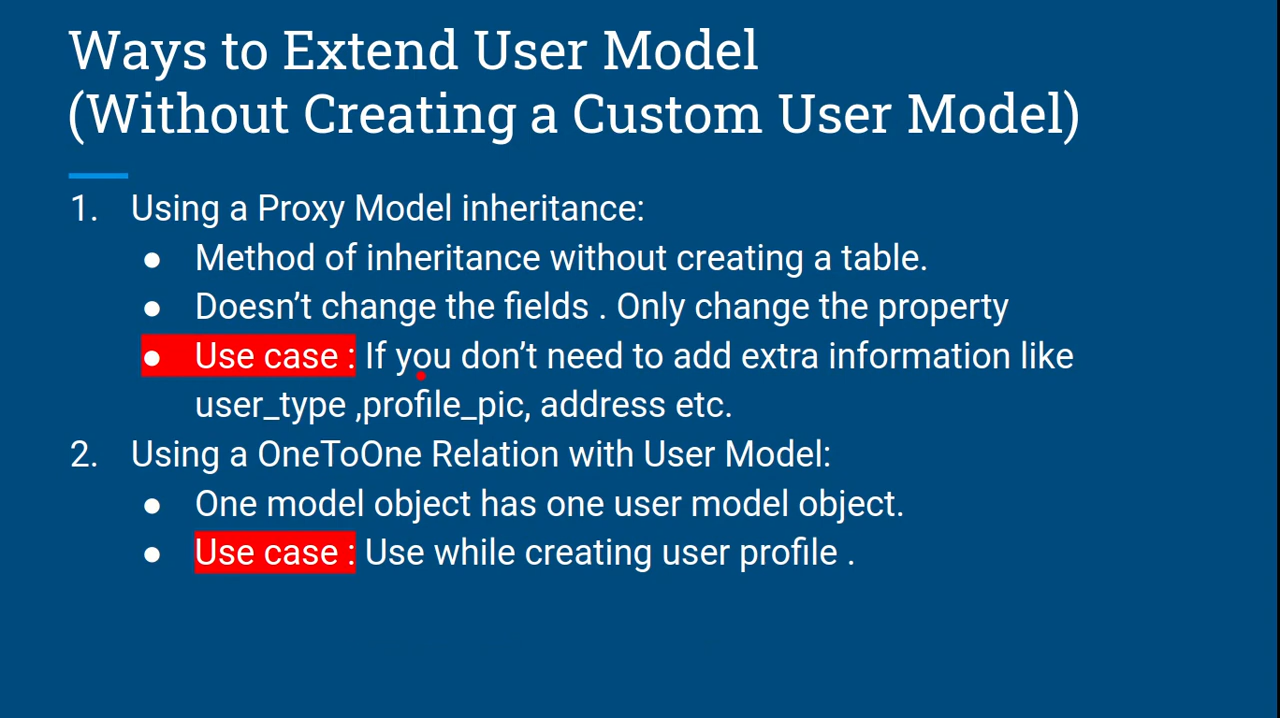 Ways to Extend User Model
(Without Creating a Custom User Model)
1. Using a Proxy Model inheritance:
● Method of inheritance without creating a table.
● Doesn’t change the fields . Only change the property
● Use case : If you don’t need to add extra information like
user_type ,profile_pic, address etc.
2. Using a OneToOne Relation with User Model:
● One model object has one user model object.
● Use case : Use while creating user profile .